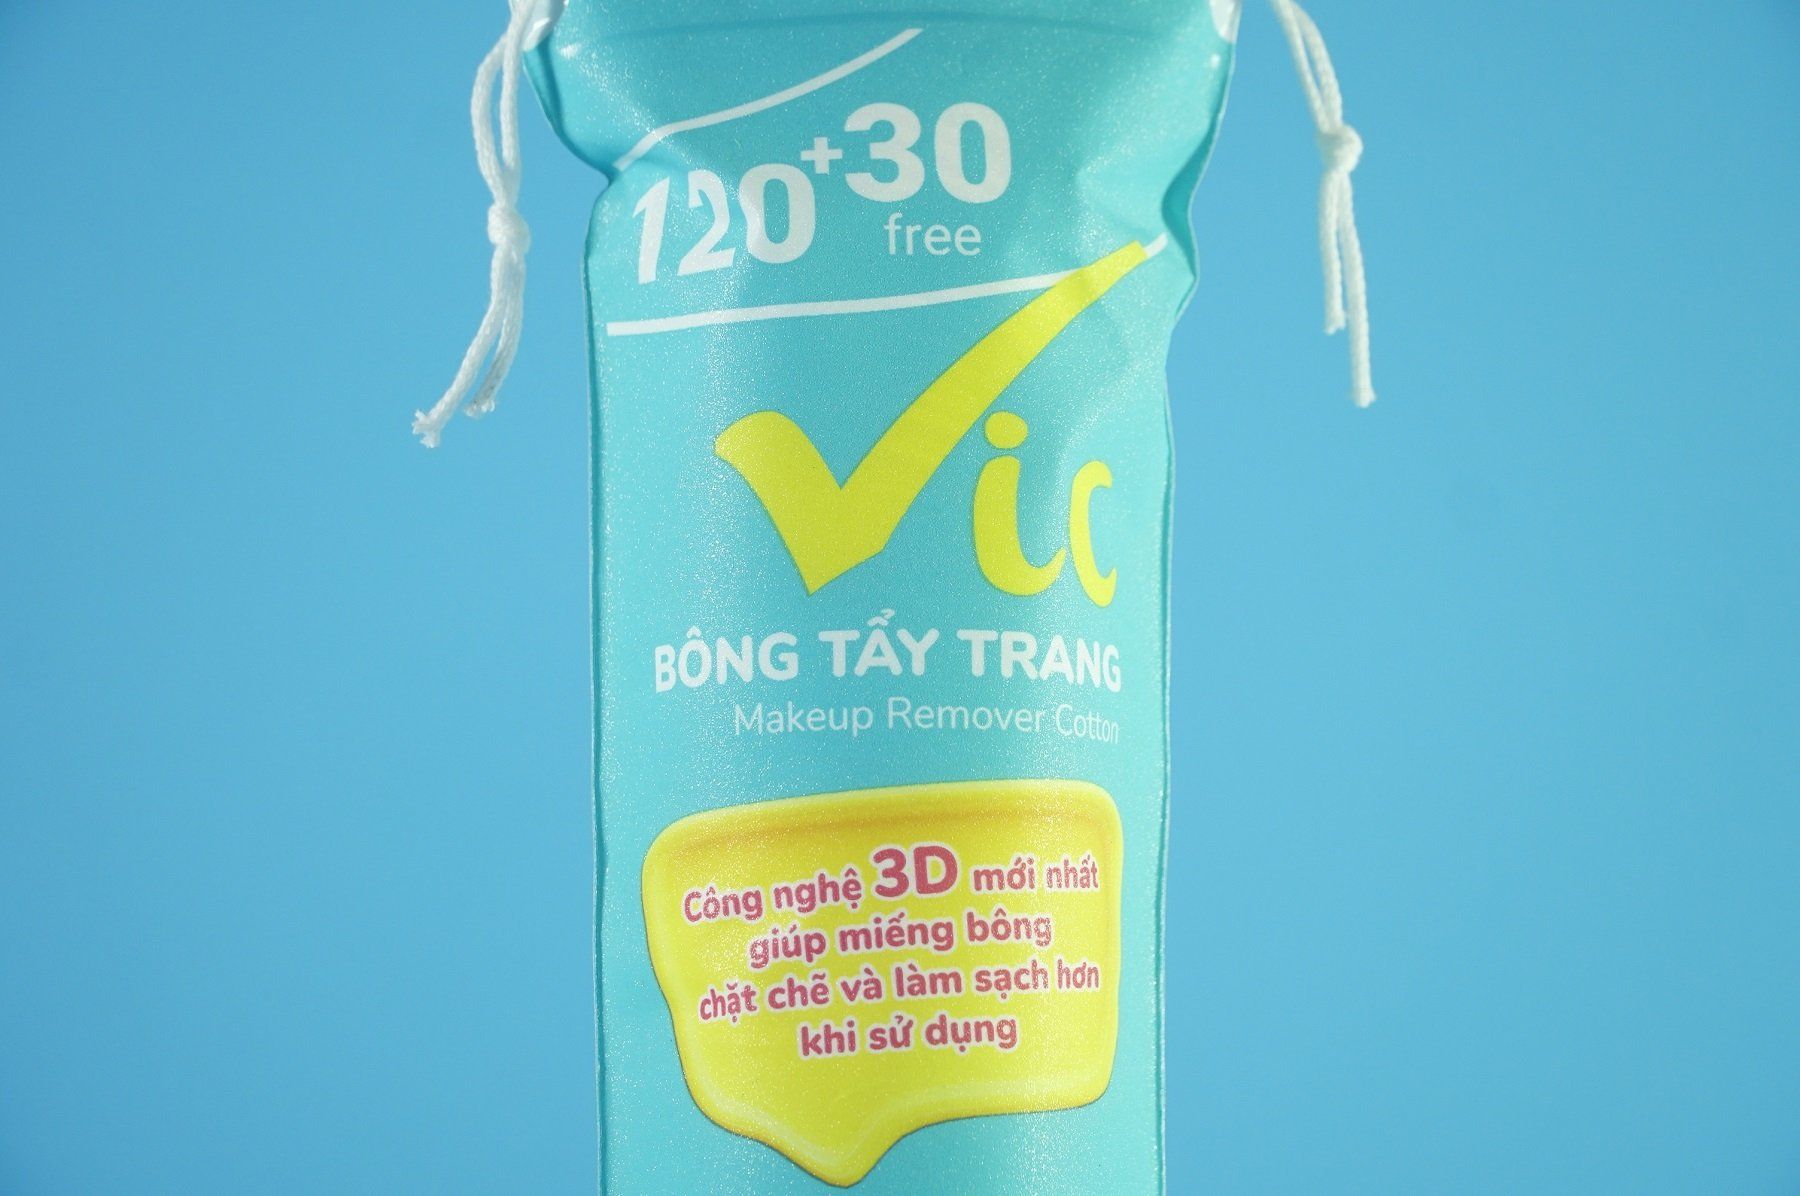 120+30
free
Vic
BÔNG TẨY TRANG
Makeup Remover Cotton
Công nghệ 3D mới nhất
giúp miếng bông
chặt chẽ và làm sạch hơn
khi sử dụng